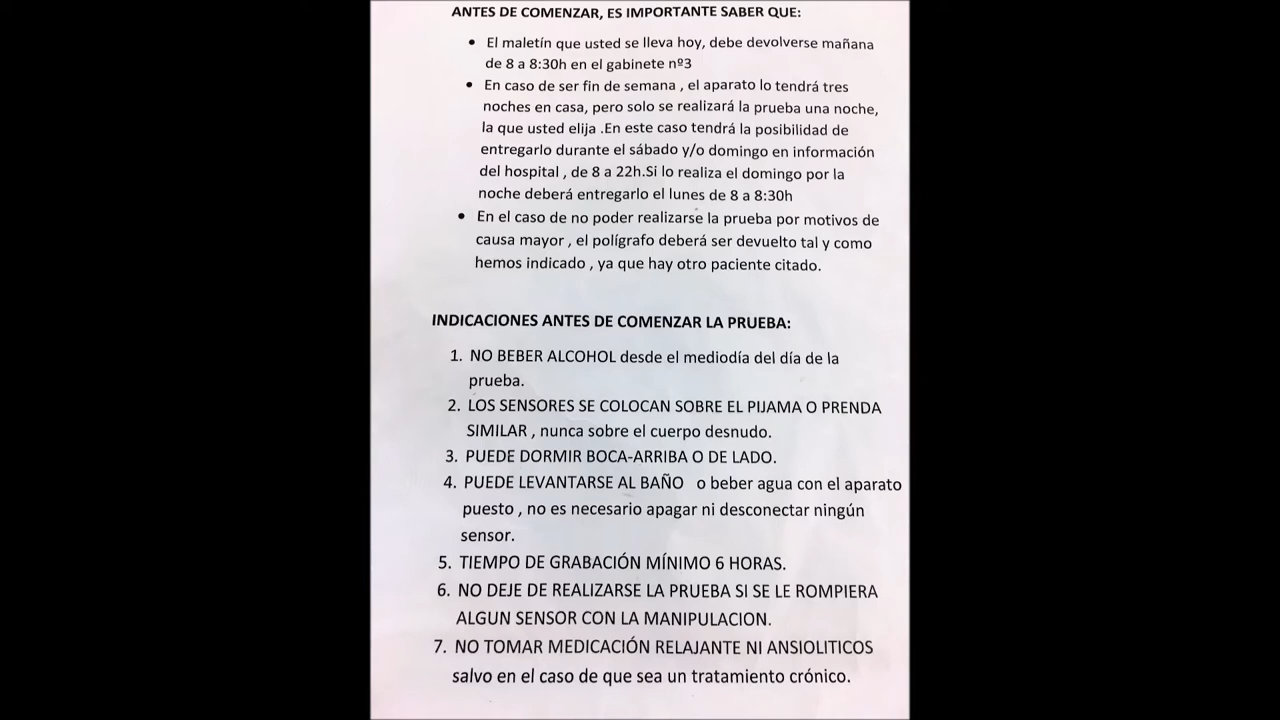 ANTES DE COMENZAR, ES IMPORTANTE SABER QUE:
• El maletín que usted se lleva hoy, debe devolverse mañana
de 8 a 8:30h en el gabinete nº3
• En caso de ser fin de semana , el aparato lo tendrá tres
noches en casa, pero solo se realizará la prueba una noche,
la que usted elija .En este caso tendrá la posibilidad de
entregarlo durante el sábado y/o domingo en información
del hospital , de 8 a 22h.Si lo realiza el domingo por la
noche deberá entregarlo el lunes de 8 a 8:30h
• En el caso de no poder realizarse la prueba por motivos de
causa mayor , el polígrafo deberá ser devuelto tal y como
hemos indicado , ya que hay otro paciente citado.
INDICACIONES ANTES DE COMENZAR LA PRUEBA:
1. NO BEBER ALCOHOL desde el mediodía del día de la
prueba.
2. LOS SENSORES SE COLOCAN SOBRE EL PIJAMA O PRENDA
SIMILAR , nunca sobre el cuerpo desnudo.
3. PUEDE DORMIR BOCA-ARRIBA O DE LADO.
4. PUEDE LEVANTARSE AL BAÑO o beber agua con el aparato
puesto , no es necesario apagar ni desconectar ningún
sensor.
5. TIEMPO DE GRABACIÓN MÍNIMO 6 HORAS.
6. NO DEJE DE REALIZARSE LA PRUEBA SI SE LE ROMPIERA
ALGUN SENSOR CON LA MANIPULACION.
7. NO TOMAR MEDICACIÓN RELAJANTE NI ANSIOLITICOS
salvo en el caso de que sea un tratamiento crónico.